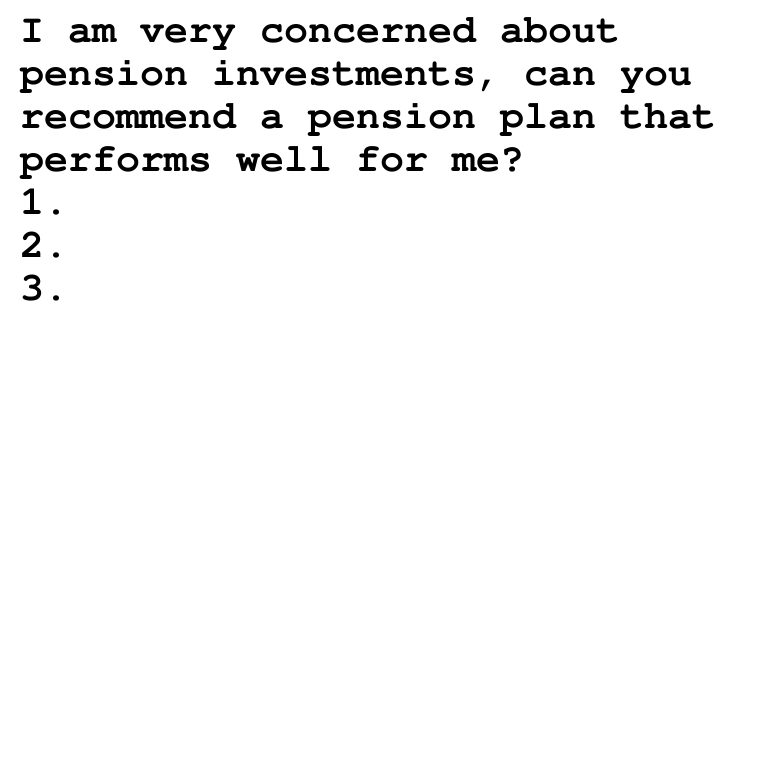 I am very concerned about
pension investments, can you
recommend a pension plan that
performs well for me?
1.
2.
3.